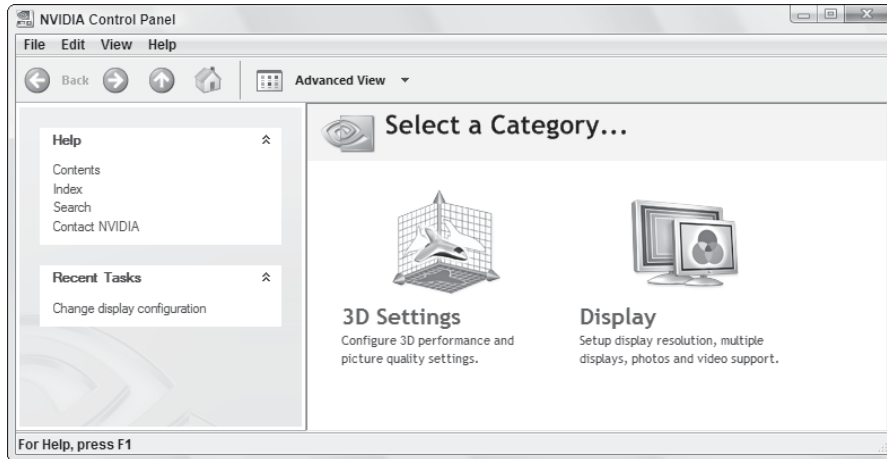 NVIDIA Control Panel
File Edit View Help
Back Advanced View
Help
Contents
Index
Search
Contact NVIDIA
Recent Tasks
Change display configuration
Select a Category...
3D Settings
Configure 3D performance and
picture quality settings.
Display
Setup display resolution, multiple
displays, photos and video support.
For Help, press F1